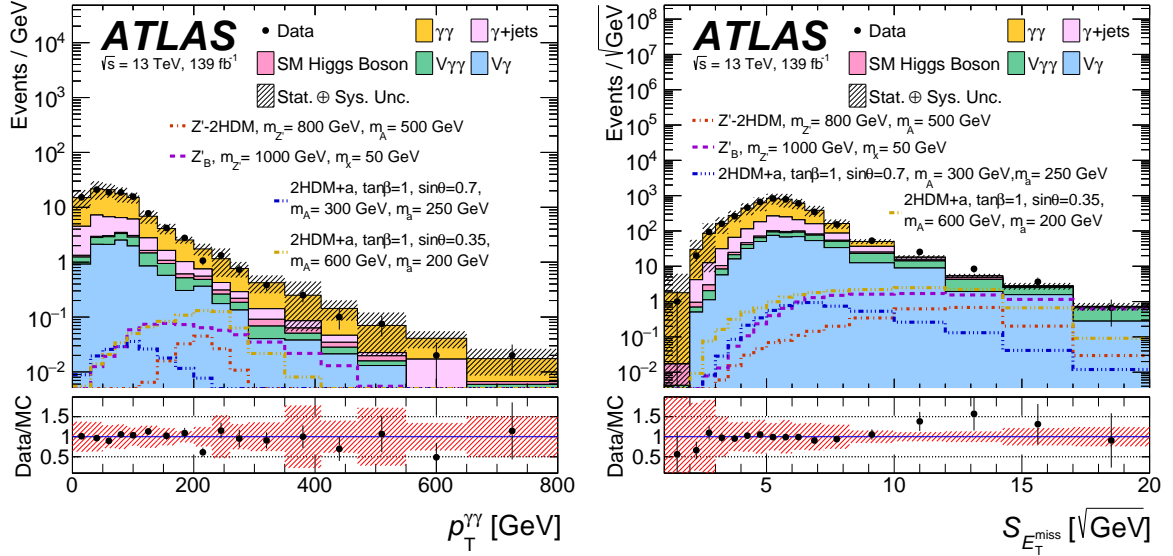 ATLAS
√s = 13 TeV, 139 fb⁻¹
Data
γγ
γ+jets
SM Higgs Boson
Vγγ
Vγ
Stat. ⊕ Sys. Unc.
Z'-2HDM, m_Z' = 800 GeV, m_A = 500 GeV
Z'_B, m_Z' = 1000 GeV, m_χ = 50 GeV
2HDM+a, tanβ=1, sinθ=0.7,
m_A = 300 GeV, m_a = 250 GeV
2HDM+a, tanβ=1, sinθ=0.35,
m_A = 600 GeV, m_a = 200 GeV
Events / GeV
10⁴
10³
10²
10
1
10⁻¹
10⁻²
Data/MC
1.5
1
0.5
0 200 400 600 800
p_T^γγ [GeV]
ATLAS
√s = 13 TeV, 139 fb⁻¹
Data
γγ
γ+jets
SM Higgs Boson
Vγγ
Vγ
Stat. ⊕ Sys. Unc.
Z'-2HDM, m_Z' = 800 GeV, m_A = 500 GeV
Z'_B, m_Z' = 1000 GeV, m_χ = 50 GeV
2HDM+a, tanβ=1, sinθ=0.7, m_A = 300 GeV, m_a = 250 GeV
2HDM+a, tanβ=1, sinθ=0.35,
m_A = 600 GeV, m_a = 200 GeV
Events / √GeV
10⁸
10⁷
10⁶
10⁵
10⁴
10³
10²
10
1
10⁻¹
10⁻²
Data/MC
1.5
1
0.5
5 10 15 20
S_E_T^miss [√GeV]